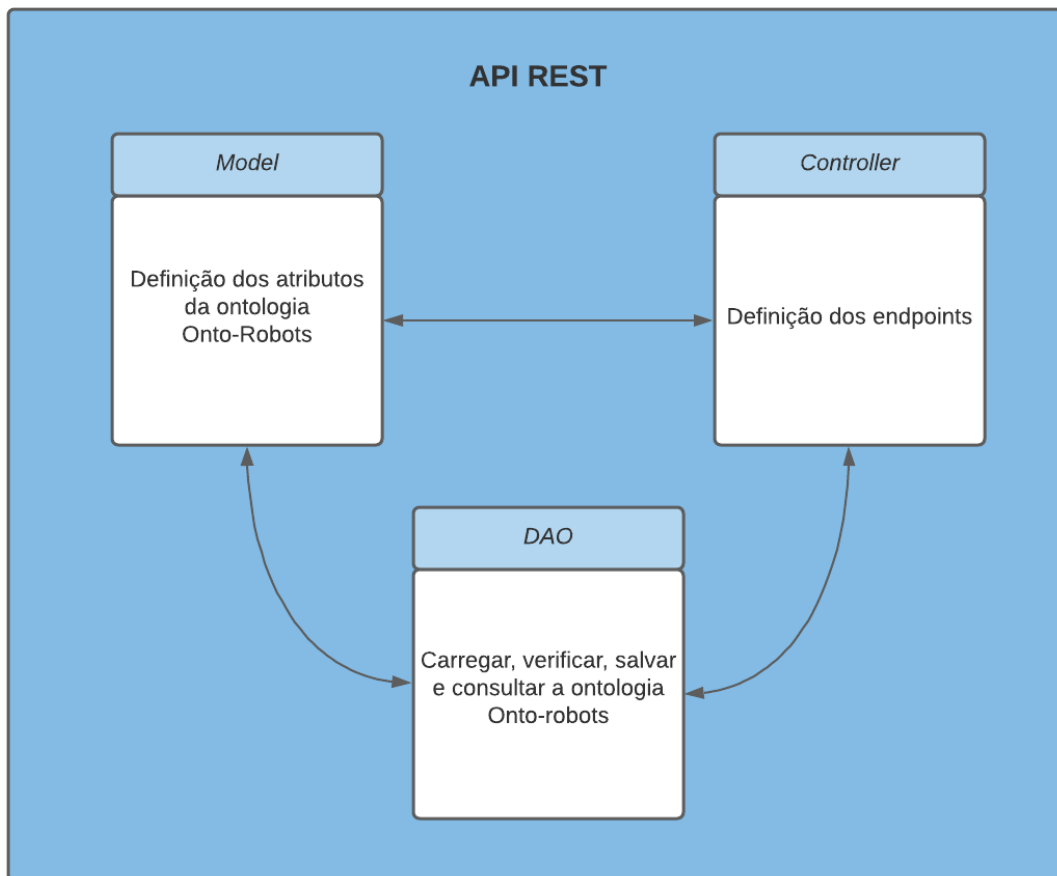 API REST
Model
Definição dos atributos
da ontologia
Onto-Robots
Controller
Definição dos endpoints
DAO
Carregar, verificar, salvar
e consultar a ontologia
Onto-robots